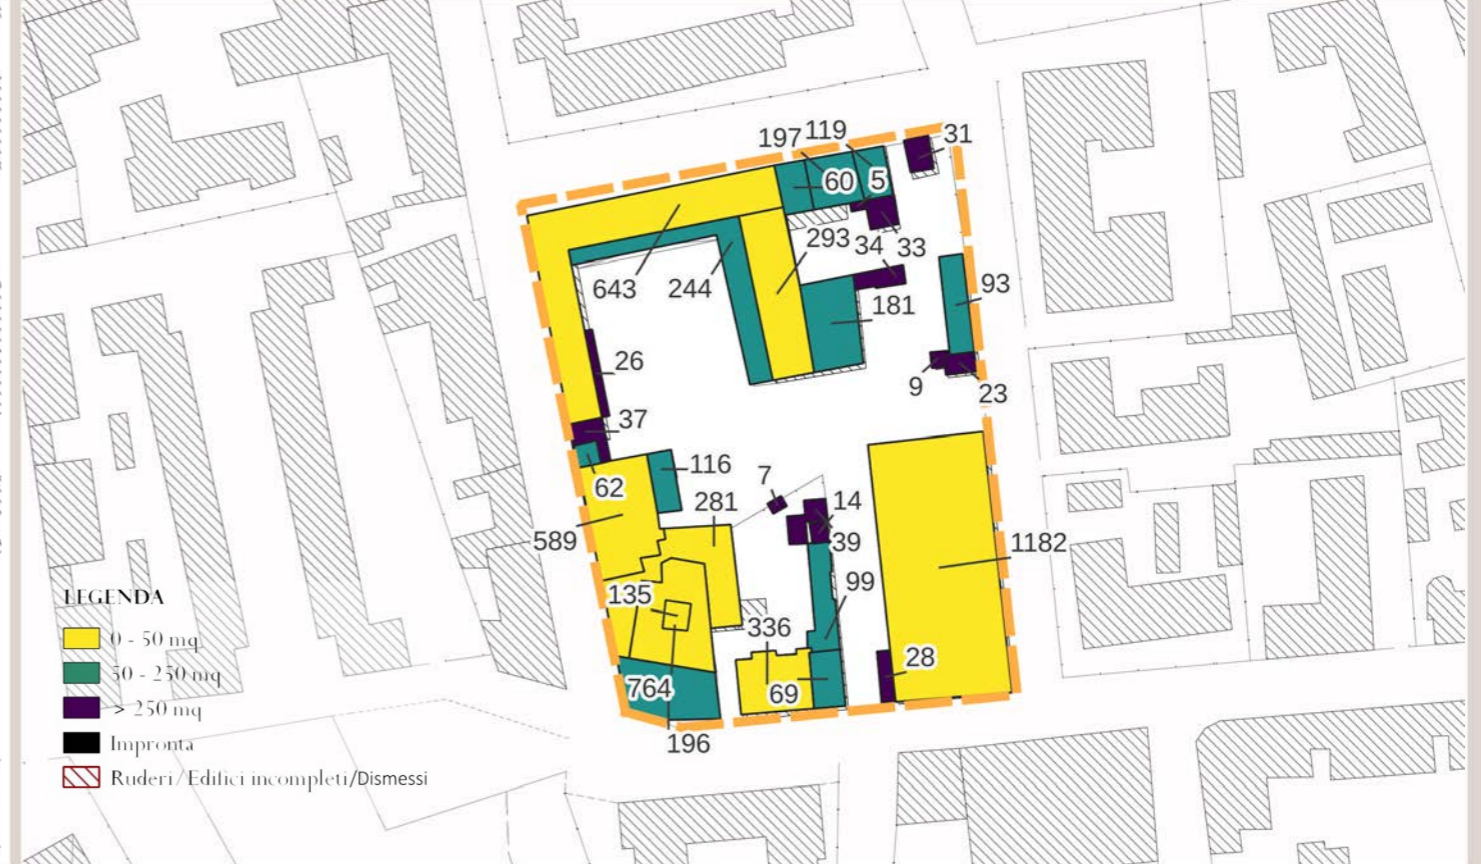 197 119 31
60 5
293 34 33
643 244 93
181
26
9 23
37
116 7
62 281 14
589 39 1182
LEGENDA
135 99
0 - 50 mq
336
50 - 250 mq
28
764 69
> 250 mq
196
Impronta
Ruderi/Edifici incompleti/Dismessi